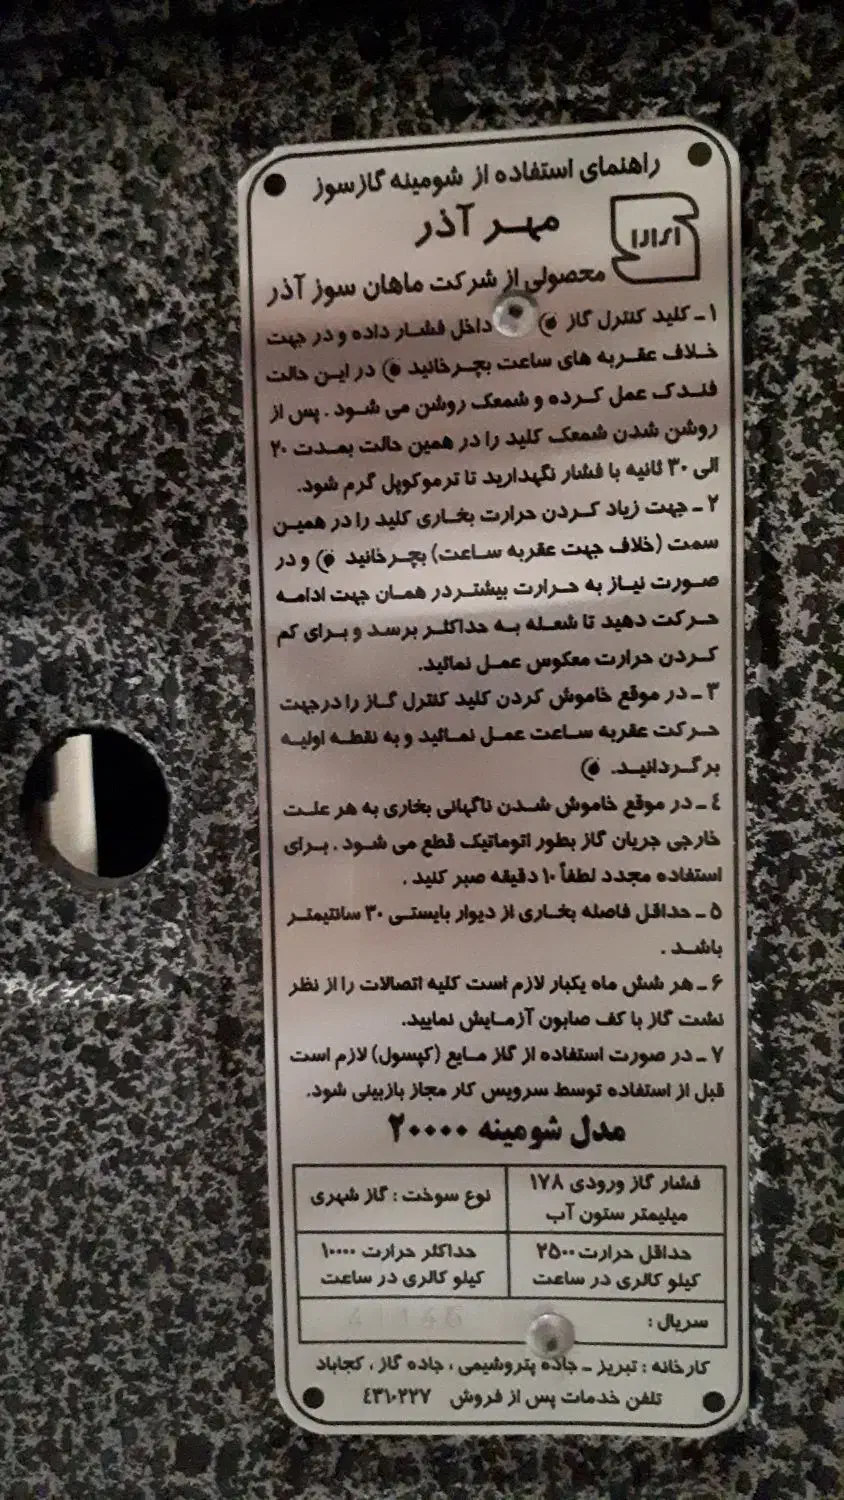 راهنمای استفاده از شومینه گازسوز
مهر آذر
محصولی از شرکت ماهان سوز آذر
۱ـ کلید کنترل گاز داخل فشار داده و در جهت
خلاف عقربه های ساعت بچرخانید در این حالت
فندک عمل کرده و شمعک روشن می شود . پس از
روشن شدن شمعک کلید را در همین حالت بمدت ۲۰
الی ۳۰ ثانیه با فشار نگهدارید تا ترموکوپل گرم شود.
۲ـ جهت زیاد کردن حرارت بخاری کلید را در همین
سمت (خلاف جهت عقربه ساعت) بچرخانید و در
صورت نیاز به حرارت بیشتردر همان جهت ادامه
حرکت دهید تا شعله به حداکثر برسد و برای کم
کردن حرارت معکوس عمل نمائید.
۳ـ در موقع خاموش کردن کلید کنترل گاز را درجهت
حرکت عقربه ساعت عمل نمائید و به نقطه اولیه
برگردانید.
٤ـ در موقع خاموش شدن ناگهانی بخاری به هر علت
خارجی جریان گاز بطور اتوماتیک قطع می شود . برای
استفاده مجدد لطفاً ۱۰ دقیقه صبر کنید .
۵ـ حداقل فاصله بخاری از دیوار بایستی ۳۰ سانتیمتر
باشد .
۶ـ هر شش ماه یکبار لازم است کلیه اتصالات را از نظر
نشت گاز با کف صابون آزمایش نمایید.
۷ـ در صورت استفاده از گاز مایع (کپسول) لازم است
قبل از استفاده توسط سرویس کار مجاز بازبینی شود.
مدل شومینه ۲۰۰۰۰
فشار گاز ورودی ۱۷۸
میلیمتر ستون آب
نوع سوخت : گاز شهری
حداقل حرارت ۲۵۰۰
کیلو کالری در ساعت
حداکثر حرارت ۱۰۰۰۰
کیلو کالری در ساعت
سریال :
کارخانه : تبریز ـ جاده پتروشیمی ، جاده گاز ، کجاباد
تلفن خدمات پس از فروش ٤۳۱۰۲۲۷